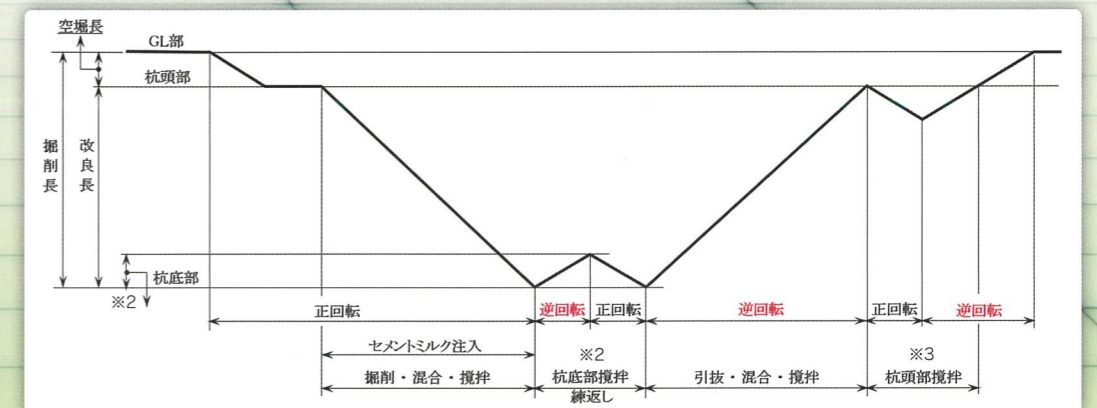 空堀長
GL部
杭頭部
掘削長
改良長
杭底部
※2
正回転
逆回転
正回転
逆回転
正回転
逆回転
セメントミルク注入
※2
※3
掘削・混合・攪拌
杭底部攪拌
練返し
引抜・混合・攪拌
杭頭部攪拌